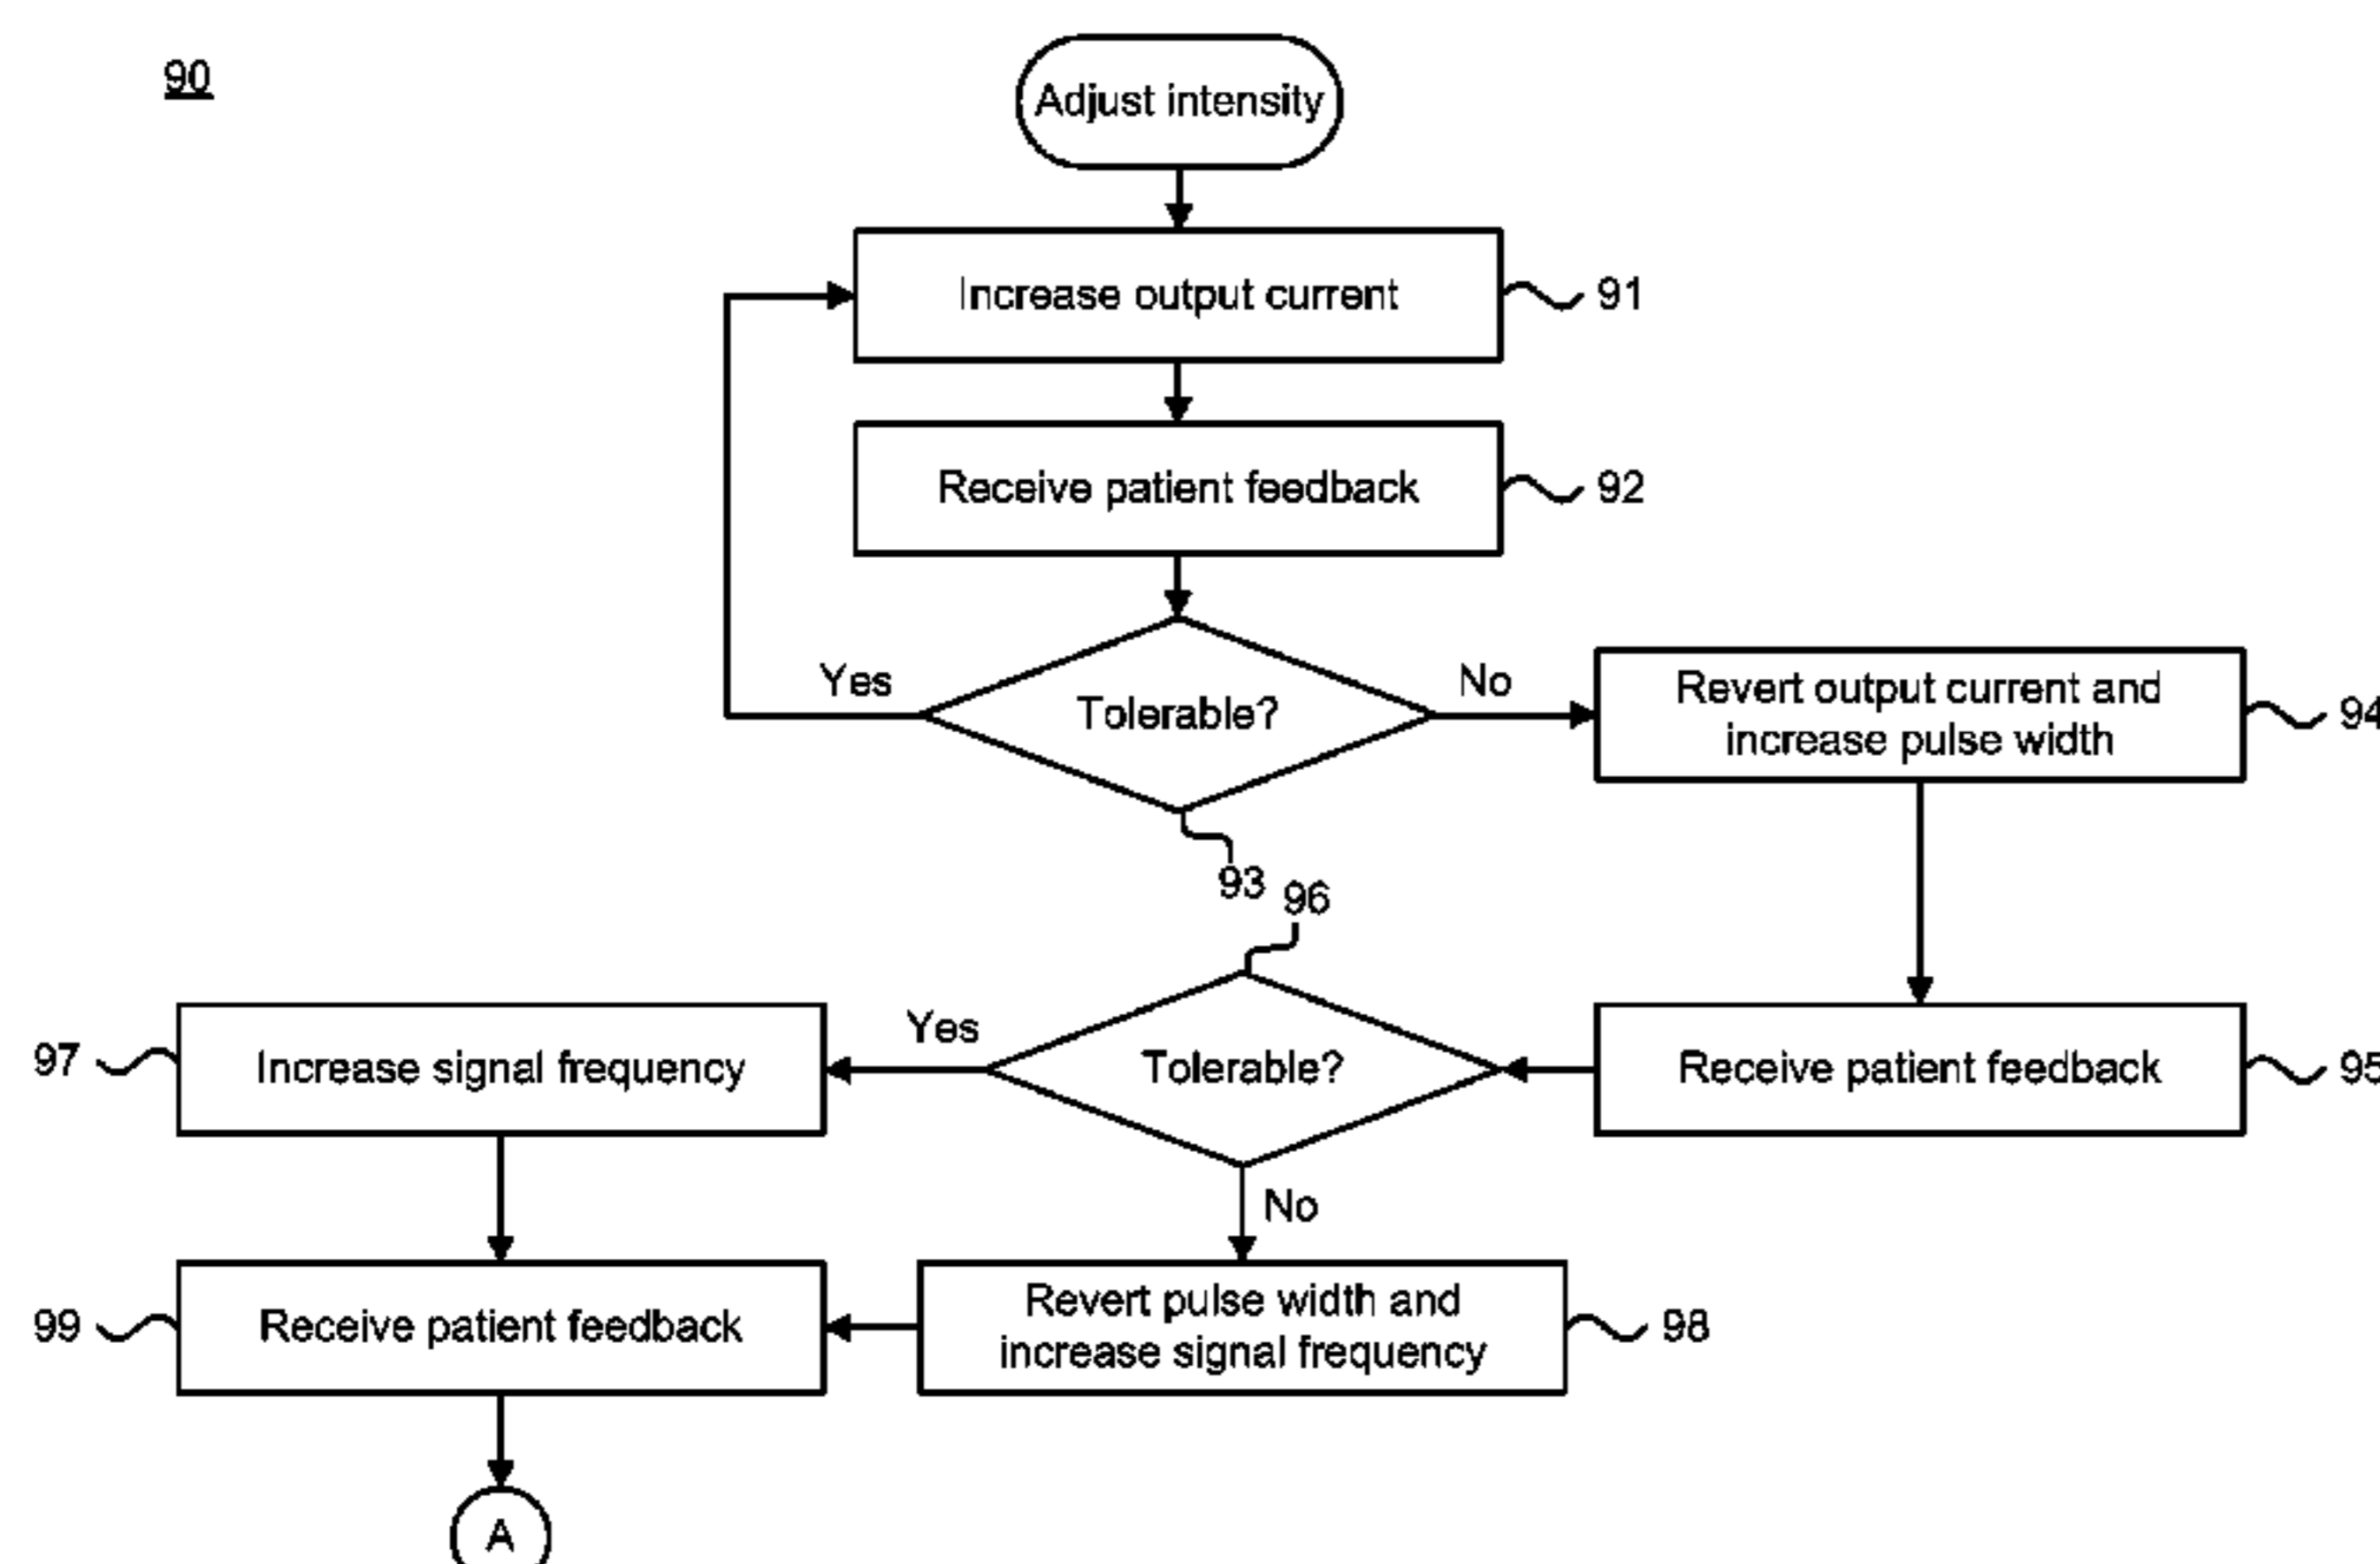 90
Adjust intensity
Increase output current
91
Receive patient feedback
92
Yes
Tolerable?
No
Revert output current and
increase pulse width
94
93
96
97
Increase signal frequency
Yes
Tolerable?
Receive patient feedback
95
No
99
Receive patient feedback
Revert pulse width and
increase signal frequency
98
A